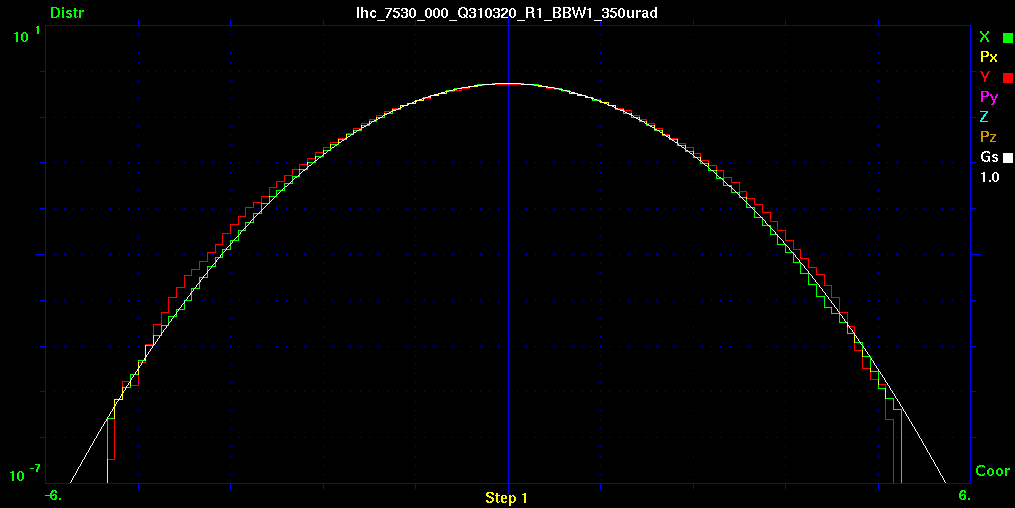 Distr
lhc_7530_000_Q310320_R1_BBW1_350urad
10 1
X
Px
Y
Py
Z
Pz
Gs
1.0
10 -7
Coor
-6.
Step 1
6.